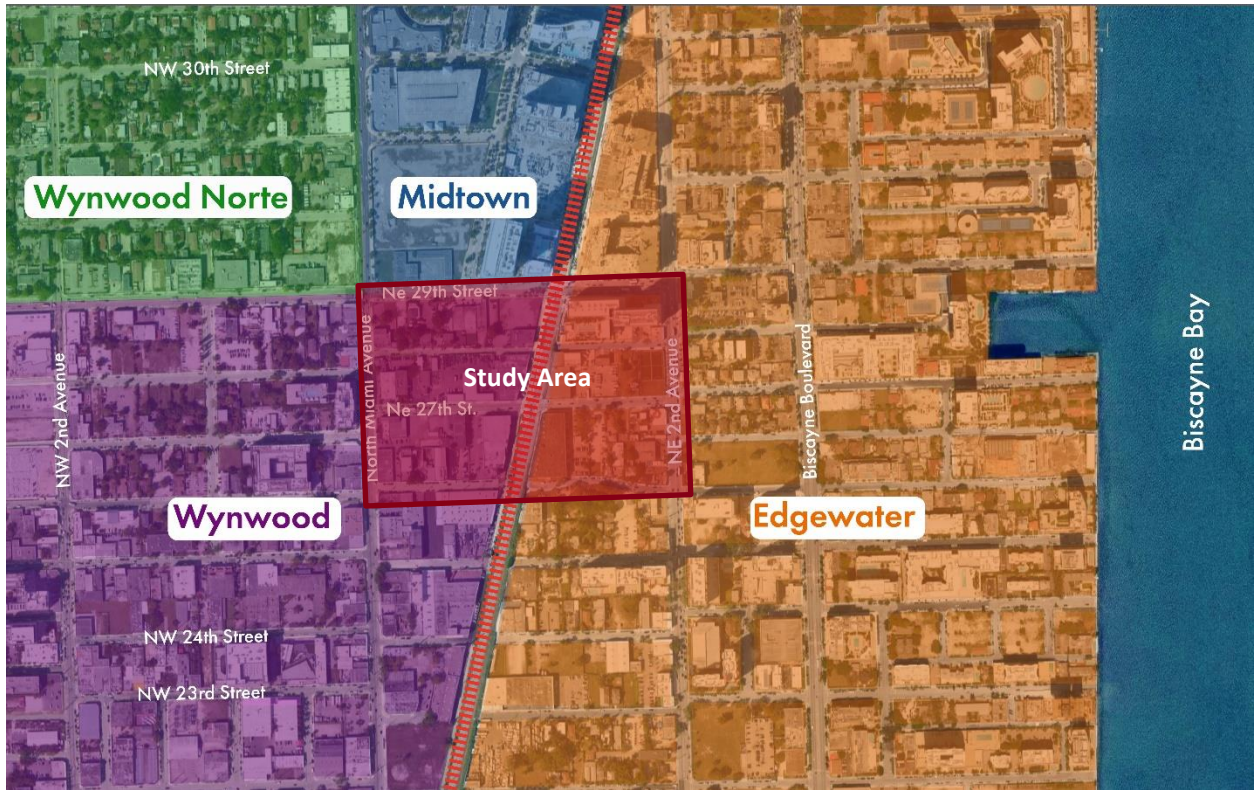 NW 30th Street
Wynwood Norte
Midtown
Ne 29th Street
North Miami Avenue
Study Area
Ne 27th St.
NE 2nd Avenue
NW 2nd Avenue
Biscayne Boulevard
Biscayne Bay
Wynwood
Edgewater
NW 24th Street
NW 23rd Street